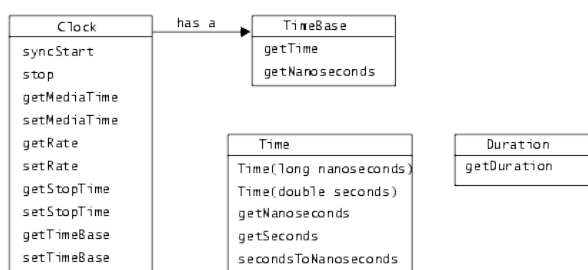 Clock
syncStart
stop
getMediaTime
setMediaTime
getRate
setRate
getStopTime
setStopTime
getTimeBase
setTimeBase
has a
TimeBase
getTime
getNanoseconds
Time
Time(long nanoseconds)
Time(double seconds)
getNanoseconds
getSeconds
secondsToNanoseconds
Duration
getDuration